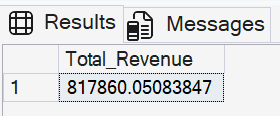 Results Messages
Total_Revenue
1 817860.05083847